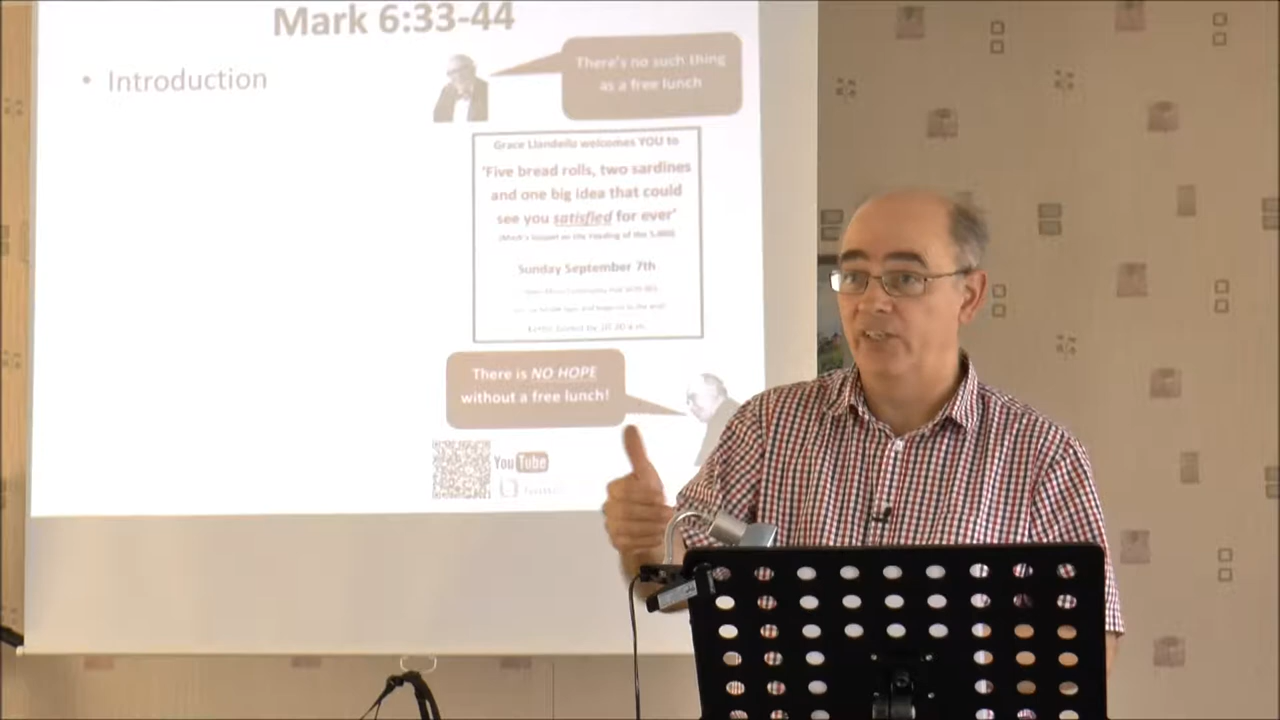 Mark 6:33-44
• Introduction
There's no such thing
as a free lunch
Grace Llandeilo welcomes YOU to
'Five bread rolls, two sardines
and one big idea that could
see you satisfied for ever'
Sunday September 7th
There is NO HOPE
without a free lunch!
YouTube